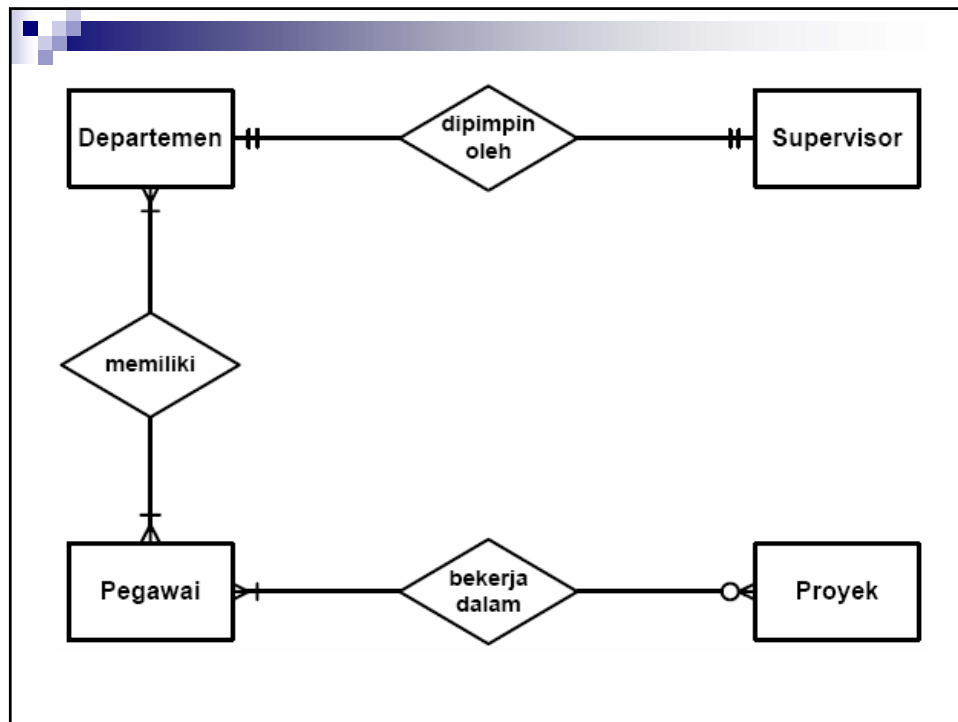 Departemen
dipimpin
oleh
Supervisor
memiliki
Pegawai
bekerja
dalam
Proyek